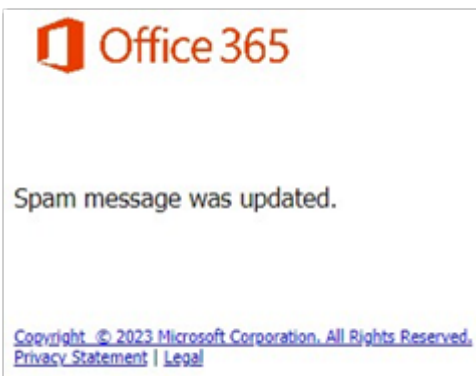 Office 365
Spam message was updated.
Copyright © 2023 Microsoft Corporation. All Rights Reserved.
Privacy Statement | Legal